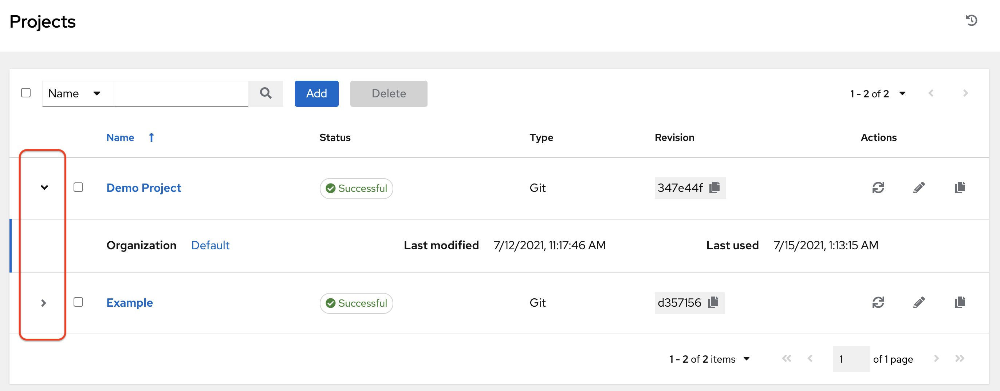 Projects
Name Add Delete 1 - 2 of 2
Name Status Type Revision Actions
Demo Project Successful Git 347e44f
Organization Default Last modified 7/12/2021, 11:17:46 AM Last used 7/15/2021, 1:13:15 AM
Example Successful Git d357156
1 - 2 of 2 items 1 of 1 page